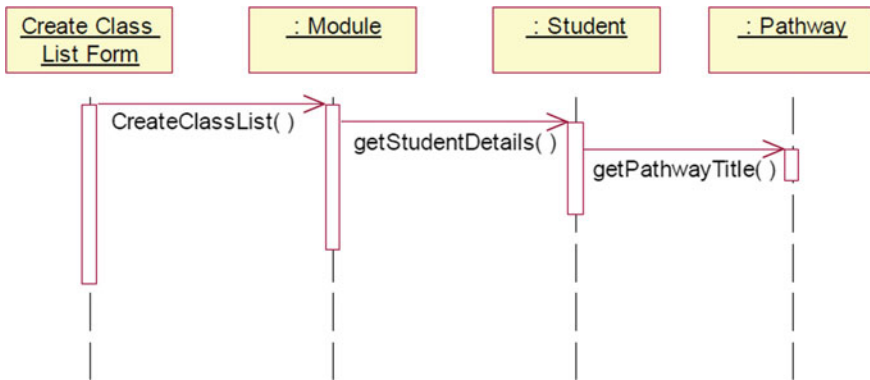 Create Class
List Form
: Module
: Student
: Pathway
CreateClassList( )
getStudentDetails( )
getPathwayTitle( )